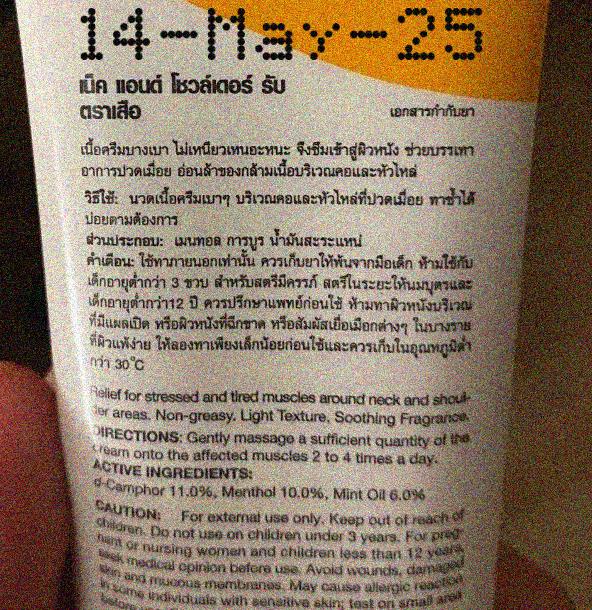 14-May-25
เน็ค แอนด์ โชวล์เดอร์ รับ
ตราเสือ
เอกสารกำกับยา
เนื้อครีมบางเบา ไม่เหนียวเหนอะหนะ จึงซึมเข้าสู่ผิวหนัง ช่วยบรรเทา
อาการปวดเมื่อย อ่อนล้าของกล้ามเนื้อบริเวณคอและหัวไหล่
วิธีใช้: นวดเนื้อครีมเบาๆ บริเวณคอและหัวไหล่ที่ปวดเมื่อย ทาซ้ำได้
บ่อยตามต้องการ
ส่วนประกอบ: เมนทอล การบูร น้ำมันสะระแหน่
คำเตือน: ใช้ทาภายนอกเท่านั้น ควรเก็บยาให้พ้นจากมือเด็ก ห้ามใช้กับ
เด็กอายุต่ำกว่า 3 ขวบ สำหรับสตรีมีครรภ์ สตรีในระยะให้นมบุตรและ
เด็กอายุต่ำกว่า12 ปี ควรปรึกษาแพทย์ก่อนใช้ ห้ามทาผิวหนังบริเวณ
ที่มีแผลเปิด หรือผิวหนังที่ฉีกขาด หรือสัมผัสเยื่อเมือกต่างๆ ในบางราย
ที่ผิวแพ้ง่าย ให้ลองทาเพียงเล็กน้อยก่อนใช้และควรเก็บในอุณหภูมิต่ำ
กว่า 30°C
Relief for stressed and tired muscles around neck and shoul-
der areas. Non-greasy, Light Texture, Soothing Fragrance.
DIRECTIONS: Gently massage a sufficient quantity of the
cream onto the affected muscles 2 to 4 times a day.
ACTIVE INGREDIENTS:
d-Camphor 11.0%, Menthol 10.0%, Mint Oil 6.0%
CAUTION: For external use only. Keep out of reach of
children. Do not use on children under 3 years. For preg-
nant or nursing women and children less than 12 years,
seek medical opinion before use. Avoid wounds, damaged
skin and mucous membranes. May cause allergic reaction
in some individuals with sensitive skin; test on small area
before